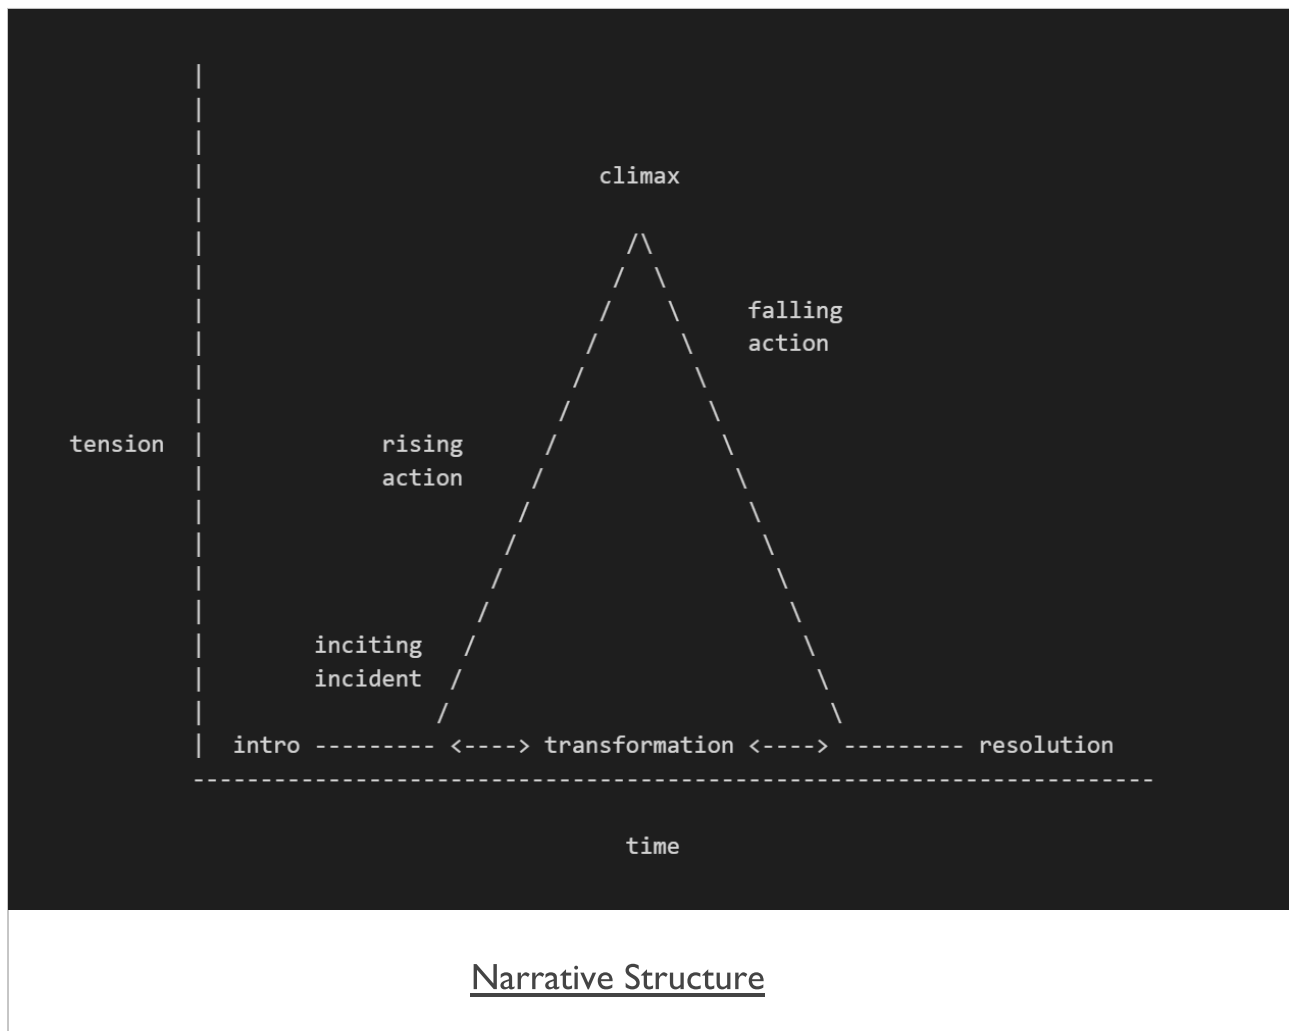 climax
falling
action
tension
rising
action
inciting
incident
intro --------- <----> transformation <----> --------- resolution
time
Narrative Structure